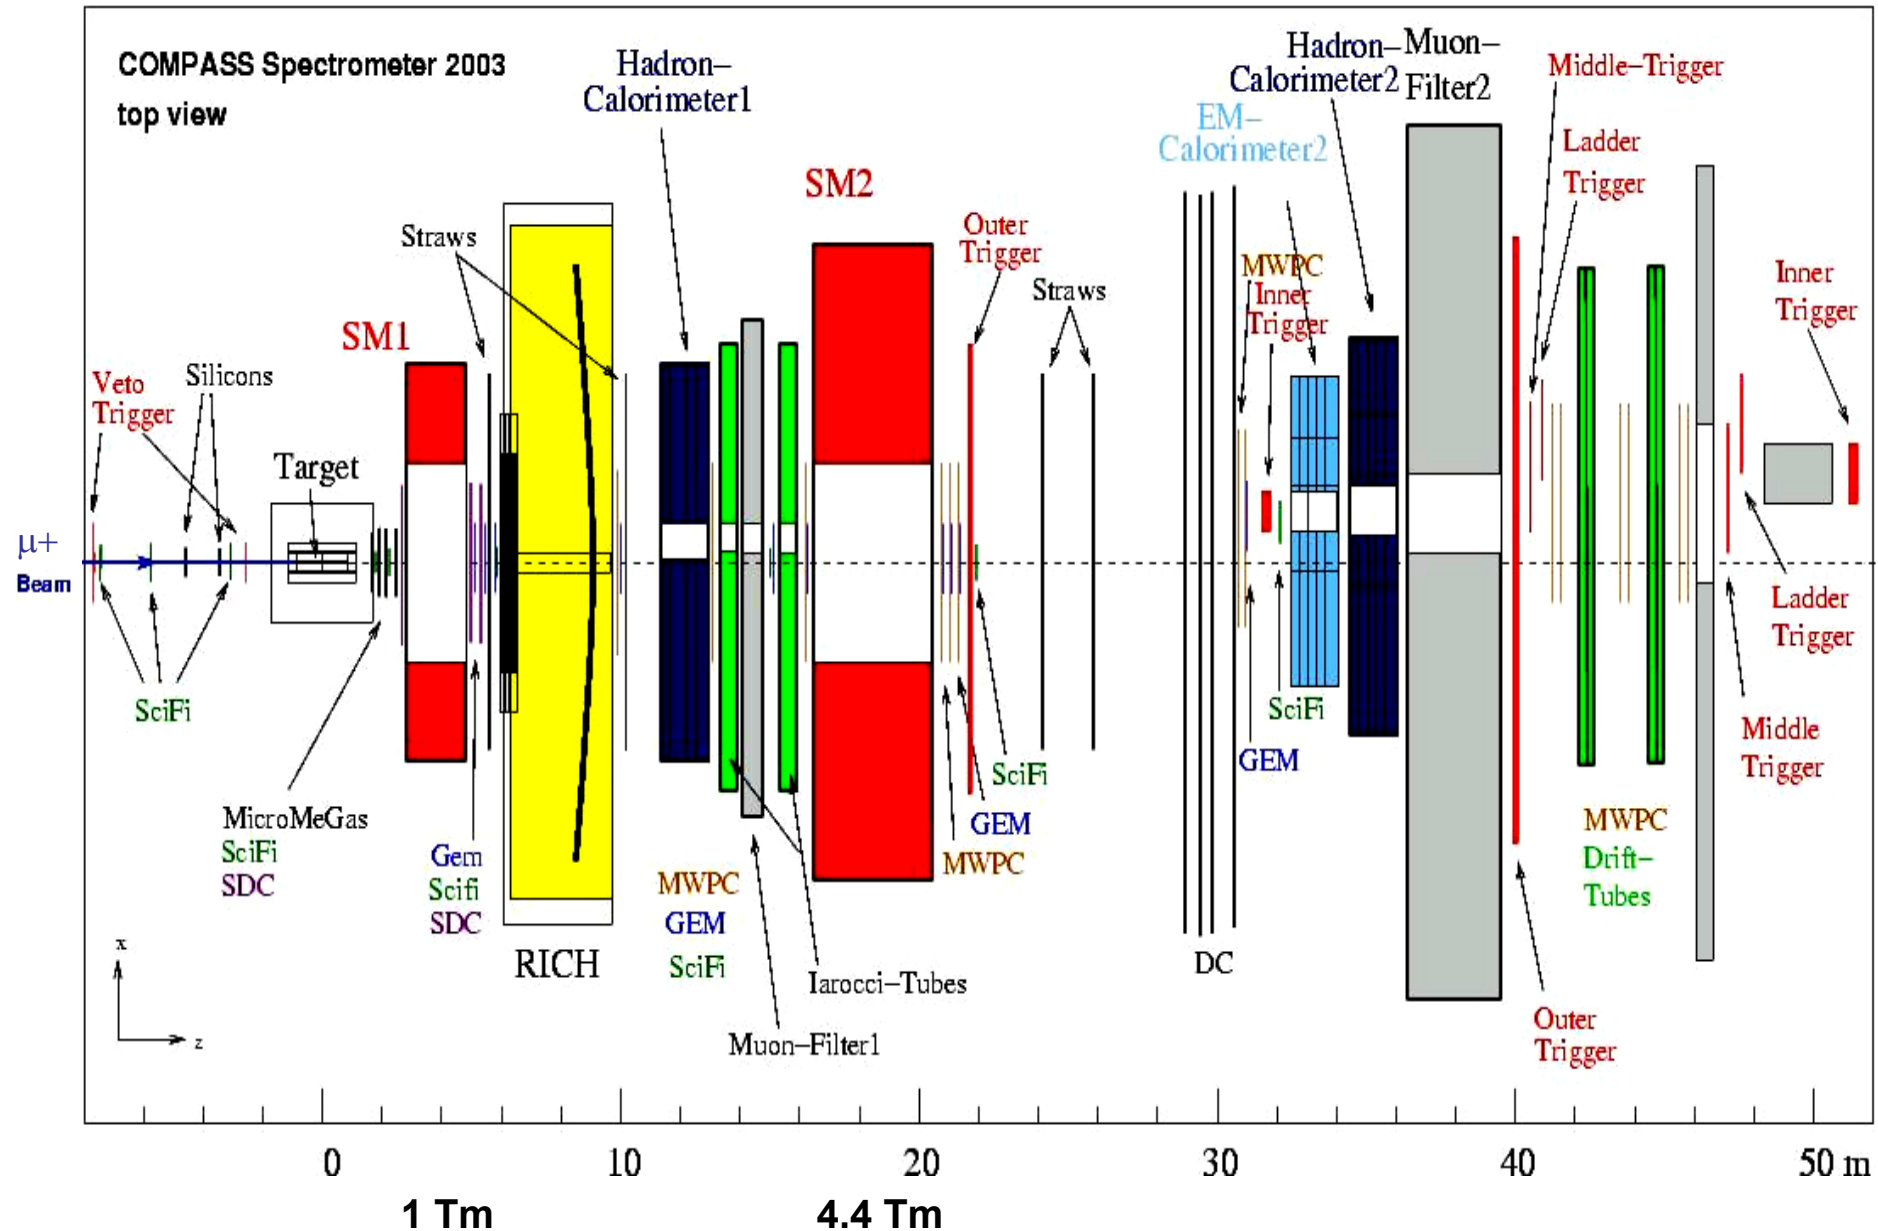 COMPASS Spectrometer 2003
top view
Hadron–
Calorimeter1
Hadron–
Calorimeter2
Muon–
Filter2
Middle–Trigger
EM–
Calorimeter2
Ladder
Trigger
SM2
Outer
Trigger
Straws
MWPC
Inner
Trigger
Straws
Inner
Trigger
SM1
Veto
Trigger
Silicons
Target
μ+
Beam
SciFi
MicroMeGas
SciFi
SDC
Gem
Scifi
SDC
RICH
MWPC
GEM
SciFi
Muon–Filter1
Iarocci–Tubes
MWPC
GEM
SciFi
DC
GEM
SciFi
MWPC
Drift–
Tubes
Ladder
Trigger
Middle
Trigger
Outer
Trigger
x
z
0 10 20 30 40 50 m
1 Tm 4.4 Tm